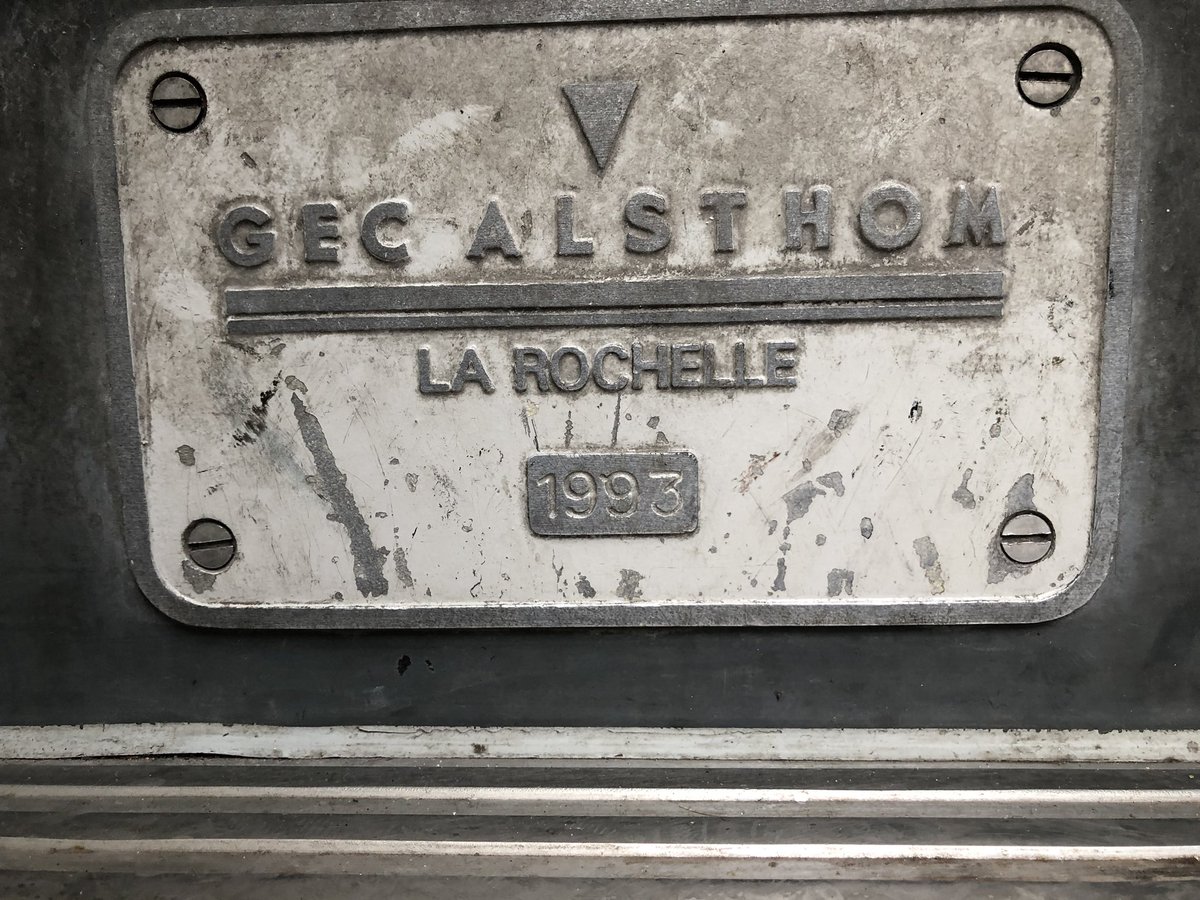 GEC ALSTHOM
LA ROCHELLE
1993